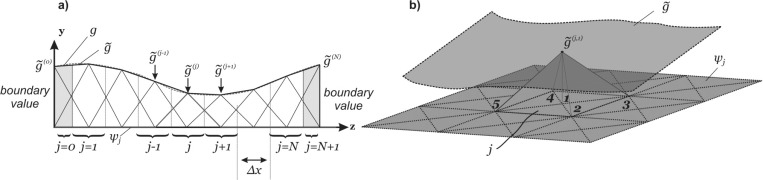 a)
y
g
g̃
g̃(0)
g̃(j-1)
g̃(j)
g̃(j+1)
g̃(N)
boundary
value
boundary
value
z
ψj
j=0
j=1
j-1
j
j+1
j=N
j=N+1
Δx
b)
g̃
g̃(j,1)
ψj
5
4
1
2
3
j